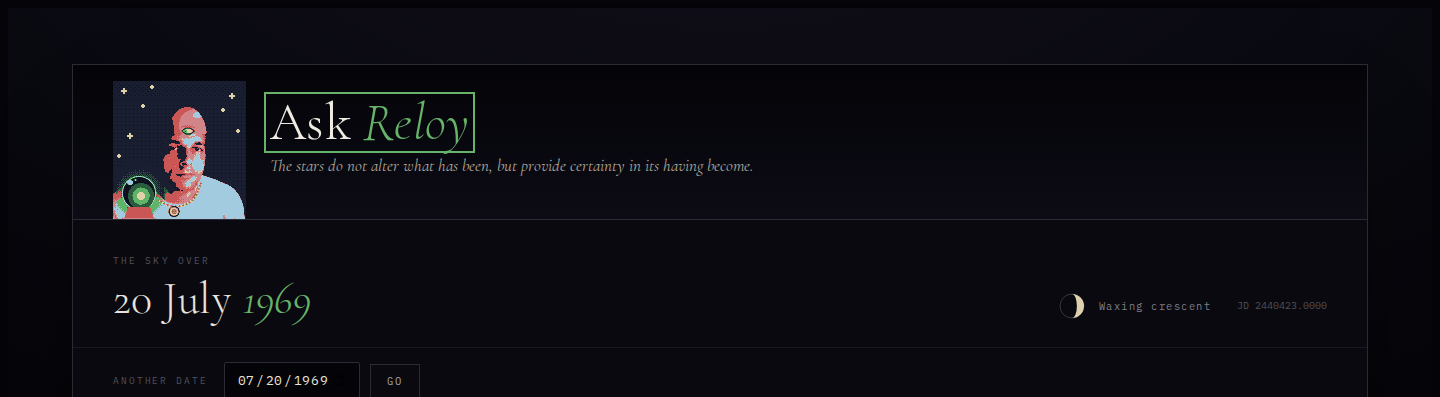 Ask Reloy
The stars do not alter what has been, but provide certainty in its having become.
THE SKY OVER
20 July 1969
Waxing crescent
JD 2440423.0000
ANOTHER DATE
07/20/1969
GO